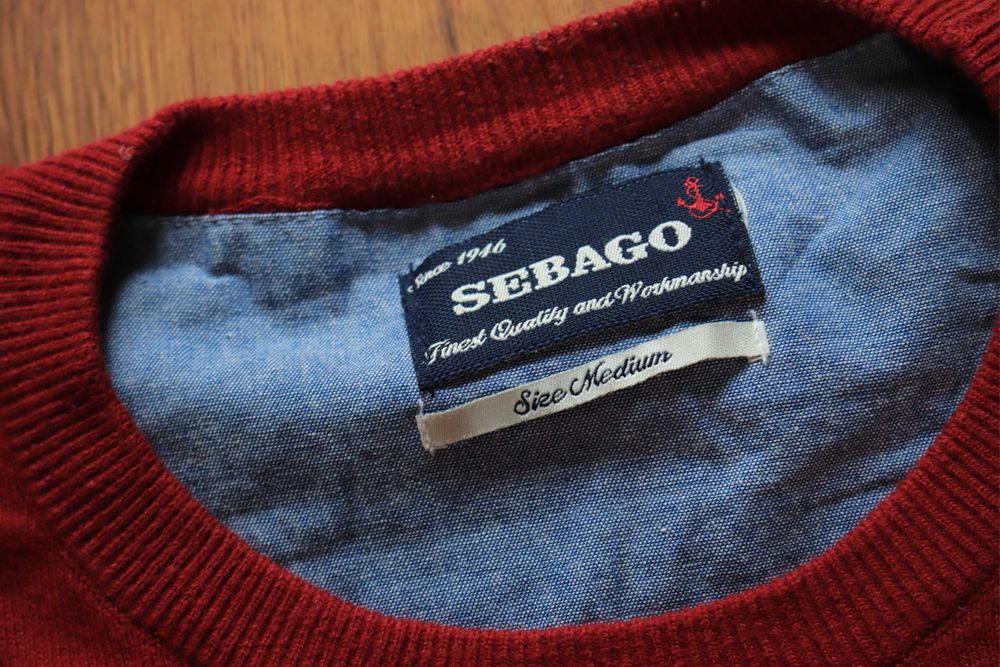 Since 1946
SEBAGO
Finest Quality and Workmanship
Size Medium